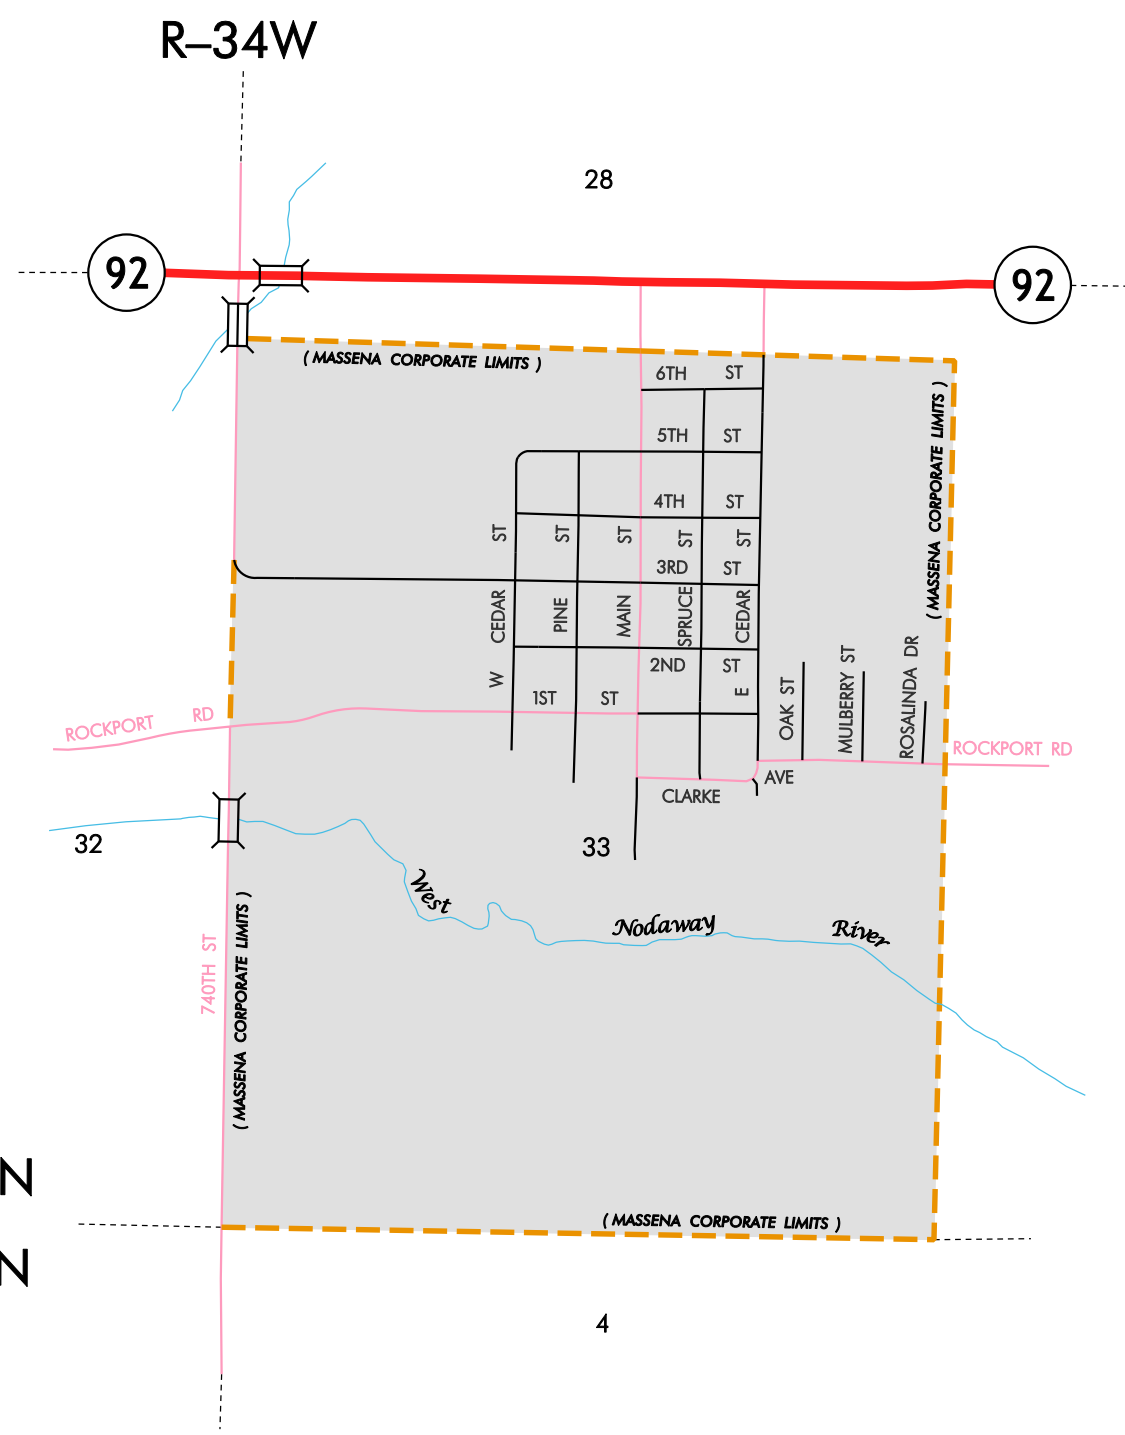 R–34W
28
92
92
( MASSENA CORPORATE LIMITS )
6TH ST
( MASSENA CORPORATE LIMITS )
5TH ST
4TH ST
W CEDAR ST
PINE ST
MAIN ST
SPRUCE ST
E CEDAR ST
3RD ST
2ND ST
1ST ST
OAK ST
MULBERRY ST
ROSALINDA DR
ROCKPORT RD
ROCKPORT RD
CLARKE AVE
32
33
West Nodaway River
740TH ST
( MASSENA CORPORATE LIMITS )
N
( MASSENA CORPORATE LIMITS )
N
4